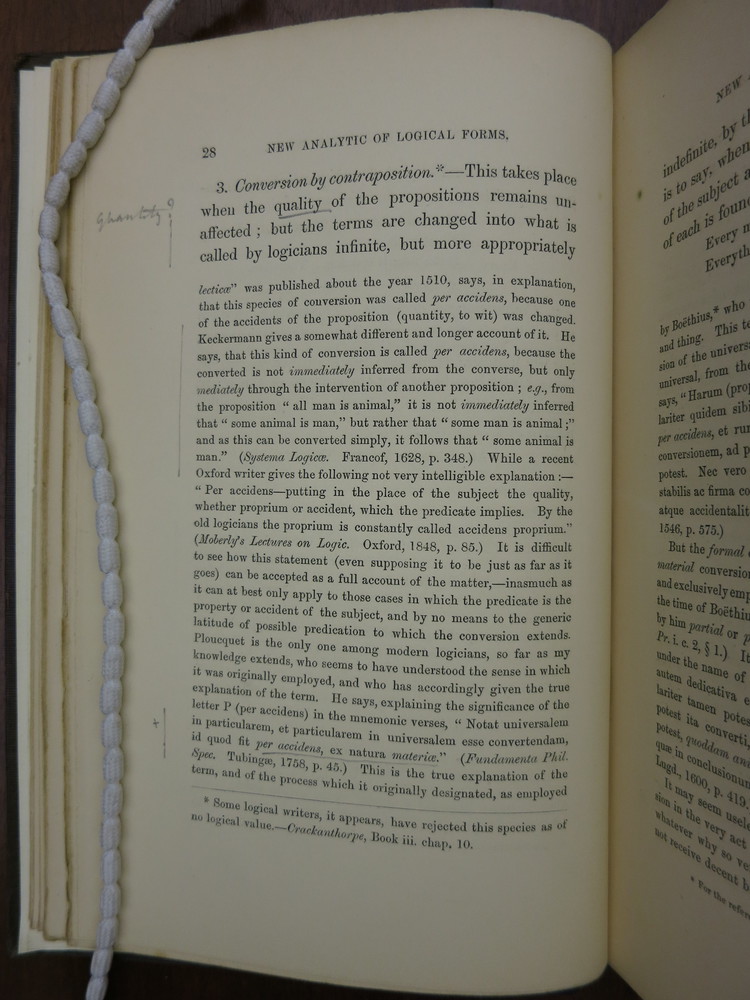 28 NEW ANALYTIC OF LOGICAL FORMS.
3. Conversion by contraposition.*—This takes place
when the quality of the propositions remains un-
affected ; but the terms are changed into what is
called by logicians infinite, but more appropriately
Quantity?
lecticæ” was published about the year 1510, says, in explanation,
that this species of conversion was called per accidens, because one
of the accidents of the proposition (quantity, to wit) was changed.
Keckermann gives a somewhat different and longer account of it. He
says, that this kind of conversion is called per accidens, because the
converted is not immediately inferred from the converse, but only
mediately through the intervention of another proposition ; e.g., from
the proposition “ all man is animal,” it is not immediately inferred
that “ some animal is man,” but rather that “ some man is animal ;”
and as this can be converted simply, it follows that “ some animal is
man.” (Systema Logicæ. Francof, 1628, p. 348.) While a recent
Oxford writer gives the following not very intelligible explanation :—
“ Per accidens—putting in the place of the subject the quality,
whether proprium or accident, which the predicate implies. By the
old logicians the proprium is constantly called accidens proprium.”
(Moberly's Lectures on Logic. Oxford, 1848, p. 85.) It is difficult
to see how this statement (even supposing it to be just as far as it
goes) can be accepted as a full account of the matter,—inasmuch as
it can at best only apply to those cases in which the predicate is the
property or accident of the subject, and by no means to the generic
latitude of possible predication to which the conversion extends.
Ploucquet is the only one among modern logicians, so far as my
knowledge extends, who seems to have understood the sense in which
it was originally employed, and who has accordingly given the true
explanation of the term. He says, explaining the significance of the
letter P (per accidens) in the mnemonic verses, “ Notat universalem
in particularem, et particularem in universalem esse convertendam,
id quod fit per accidens, ex natura materiæ.” (Fundamenta Phil.
Spec. Tubingæ, 1758, p. 45.) This is the true explanation of the
term, and of the process which it originally designated, as employed
* Some logical writers, it appears, have rejected this species as of
no logical value.—Crackanthorpe, Book iii. chap. 10.
NEW
indefinite, by
is to say, when
of the subject
of each is
Every
by Boëthius,* who
and thing. This
sion of the
universal, from the
says, “ Harum
lariter quidem
per accidens, et
conversionem, ad
potest. Nec vero
stabilis ac firma
atque
1546, p. 575.)
But the formal
material
and exclusively
the time of
by him partial or
Pr. i. c. 2, § 1.)
under the name of
autem dedicativa
lariter tamen
potest ita converti,
potest, quoddam
quæ in
Lugd., 1600, p. 419.
It may seem
sion in the very act
whatever why so
not receive decent
* For the